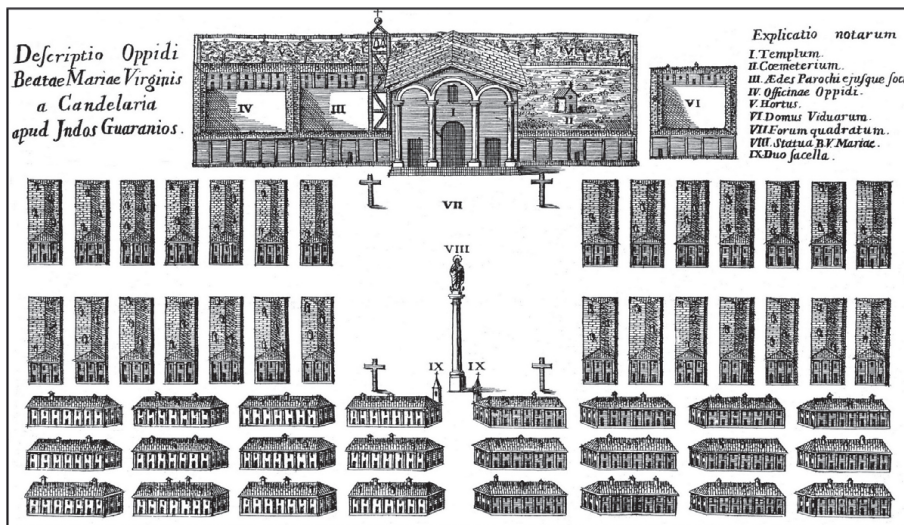 Descriptio Oppidi
Beatae Mariae Virginis
a Candelaria
apud Indos Guaranios.
Explicatio notarum
I. Templum.
II. Cœmeterium.
III. Ædes Parochi ejusque soc
IV. Officinae Oppidi.
V. Hortus.
VI Domus Viduarum.
VII Forum quadratum.
VIII. Statua B.V. Mariae.
IX Duo sacella.
V
V
IV
III
I
II
VI
VII
VIII
IX IX